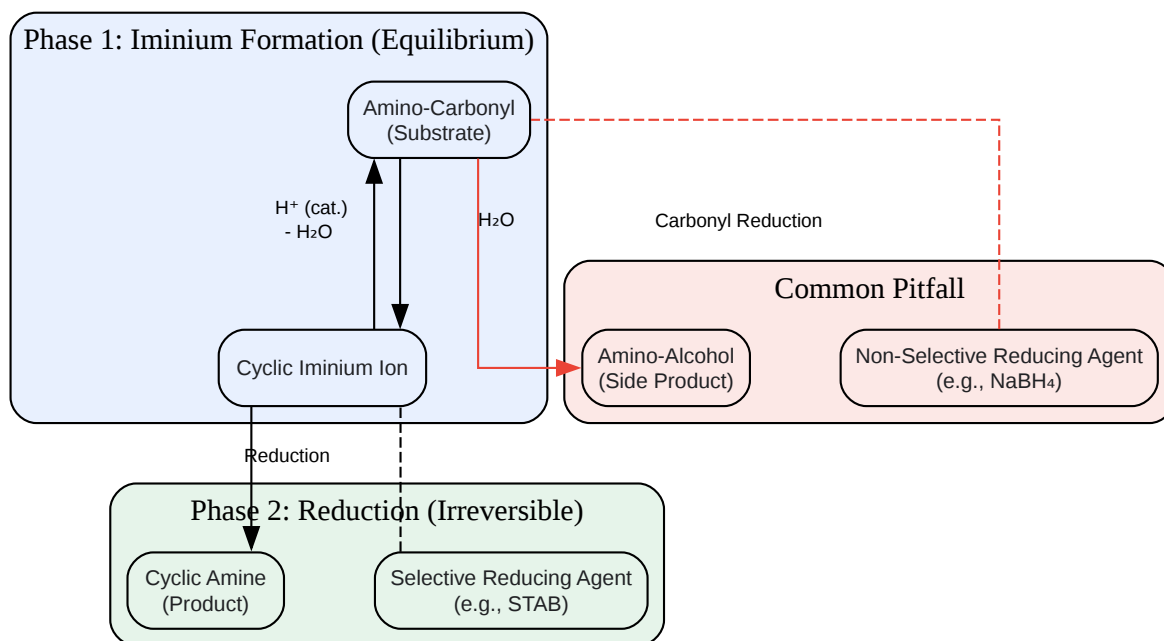 Phase 1: Iminium Formation (Equilibrium)
Amino-Carbonyl
(Substrate)
H⁺ (cat.)
- H₂O
H₂O
Carbonyl Reduction
Common Pitfall
Cyclic Iminium Ion
Amino-Alcohol
(Side Product)
Non-Selective Reducing Agent
(e.g., NaBH₄)
Reduction
Phase 2: Reduction (Irreversible)
Cyclic Amine
(Product)
Selective Reducing Agent
(e.g., STAB)